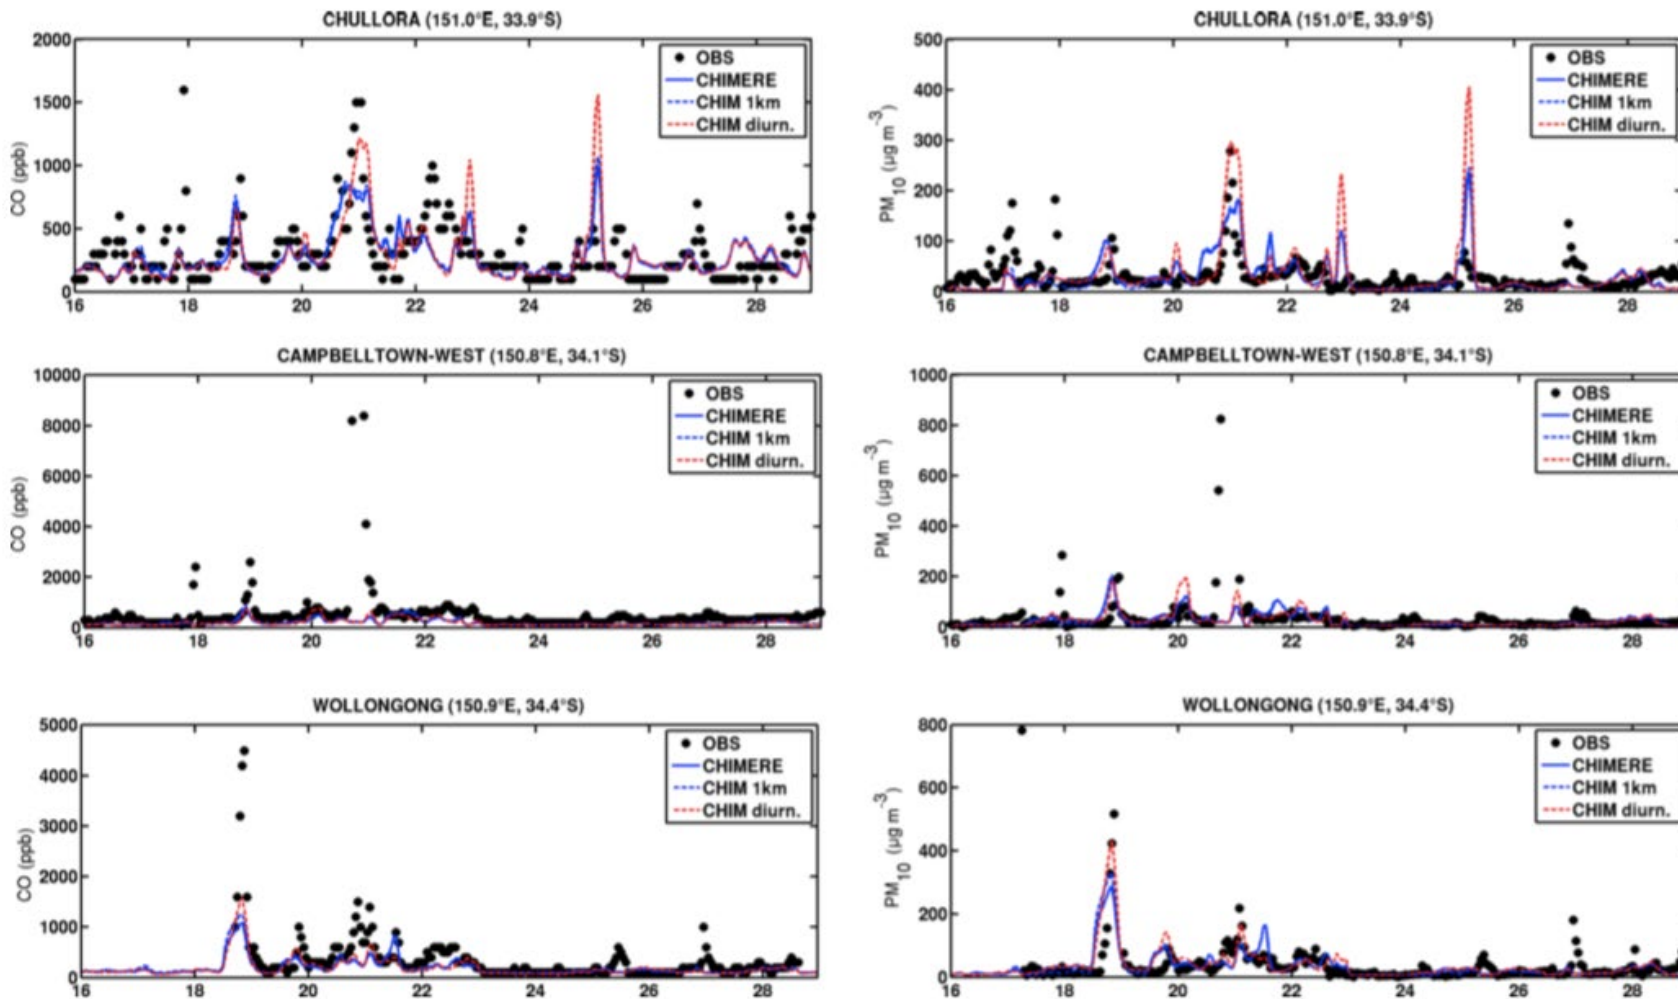 CHULLORA (151.0°E, 33.9°S)
2000
1500
1000
500
0
CO (ppb)
16 18 20 22 24 26 28
OBS
CHIMERE
CHIM 1km
CHIM diurn.
CHULLORA (151.0°E, 33.9°S)
500
400
300
200
100
0
PM10 (µg m−3)
16 18 20 22 24 26 28
OBS
CHIMERE
CHIM 1km
CHIM diurn.
CAMPBELLTOWN-WEST (150.8°E, 34.1°S)
10000
8000
6000
4000
2000
0
CO (ppb)
16 18 20 22 24 26 28
OBS
CHIMERE
CHIM 1km
CHIM diurn.
CAMPBELLTOWN-WEST (150.8°E, 34.1°S)
1000
800
600
400
200
0
PM10 (µg m−3)
16 18 20 22 24 26 28
OBS
CHIMERE
CHIM 1km
CHIM diurn.
WOLLONGONG (150.9°E, 34.4°S)
5000
4000
3000
2000
1000
0
CO (ppb)
16 18 20 22 24 26 28
OBS
CHIMERE
CHIM 1km
CHIM diurn.
WOLLONGONG (150.9°E, 34.4°S)
800
600
400
200
0
PM10 (µg m−3)
16 18 20 22 24 26 28
OBS
CHIMERE
CHIM 1km
CHIM diurn.